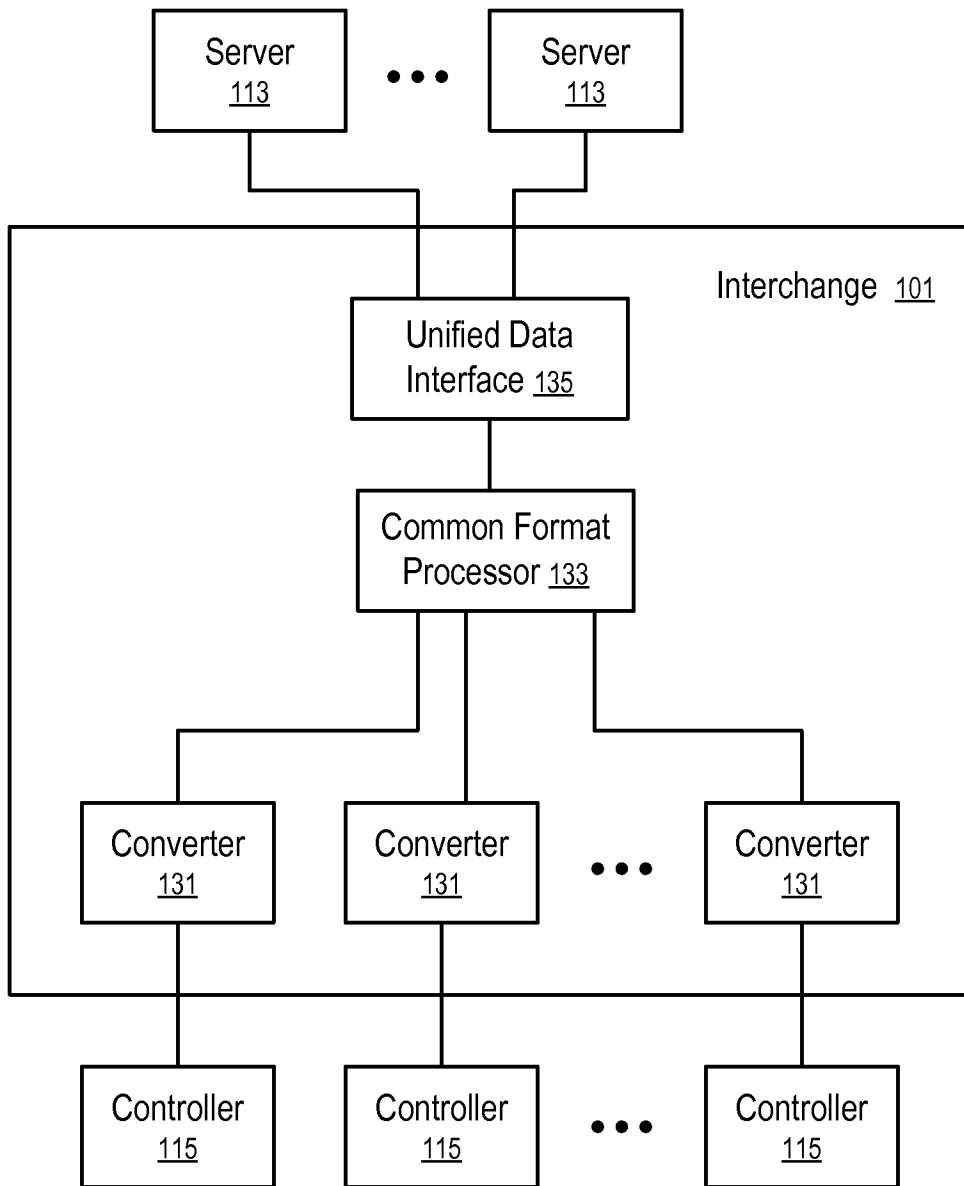 Server
113
Server
113
Interchange 101
Unified Data
Interface 135
Common Format
Processor 133
Converter
131
Converter
131
Converter
131
Controller
115
Controller
115
Controller
115